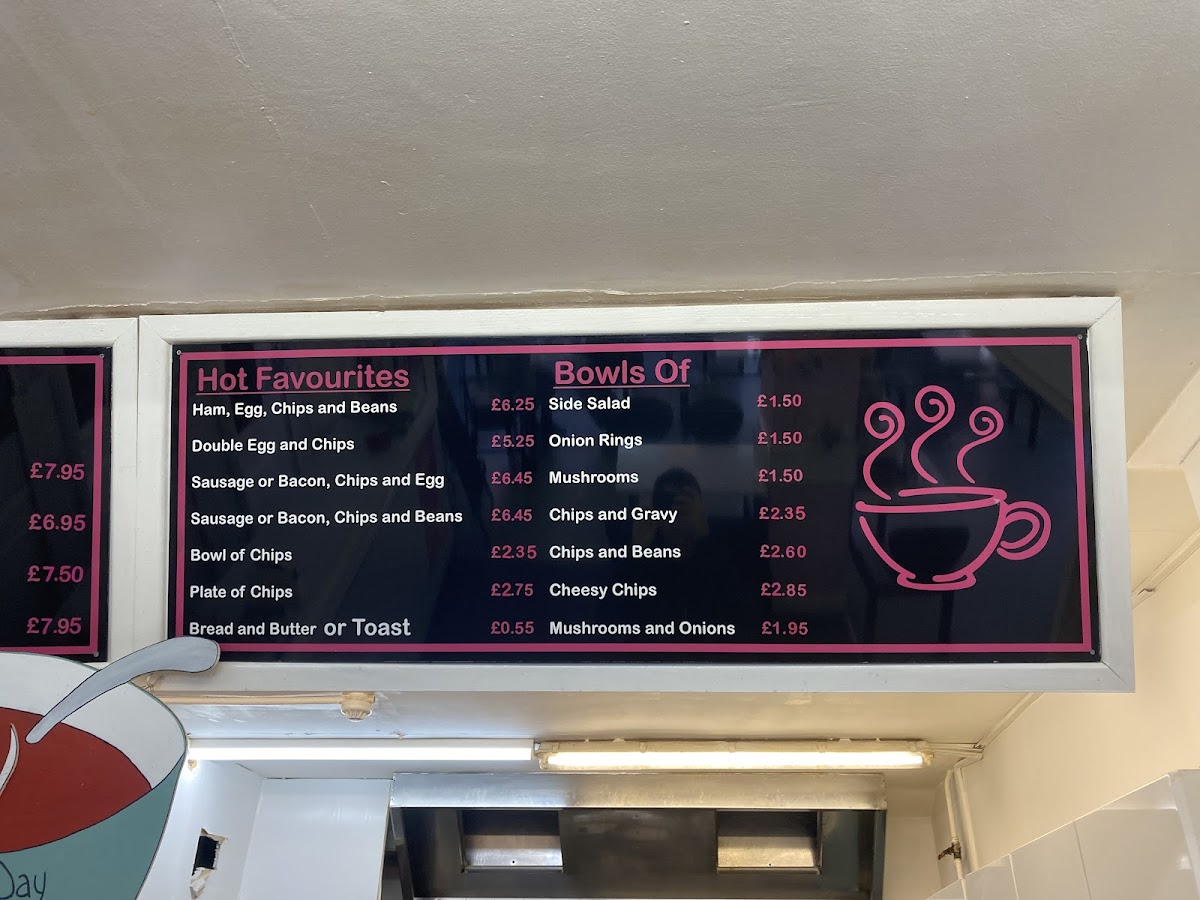 £7.95
£6.95
£7.50
£7.95
Hot Favourites
Ham, Egg, Chips and Beans £6.25
Double Egg and Chips £5.25
Sausage or Bacon, Chips and Egg £6.45
Sausage or Bacon, Chips and Beans £6.45
Bowl of Chips £2.35
Plate of Chips £2.75
Bread and Butter or Toast £0.55
Bowls Of
Side Salad £1.50
Onion Rings £1.50
Mushrooms £1.50
Chips and Gravy £2.35
Chips and Beans £2.60
Cheesy Chips £2.85
Mushrooms and Onions £1.95
Day